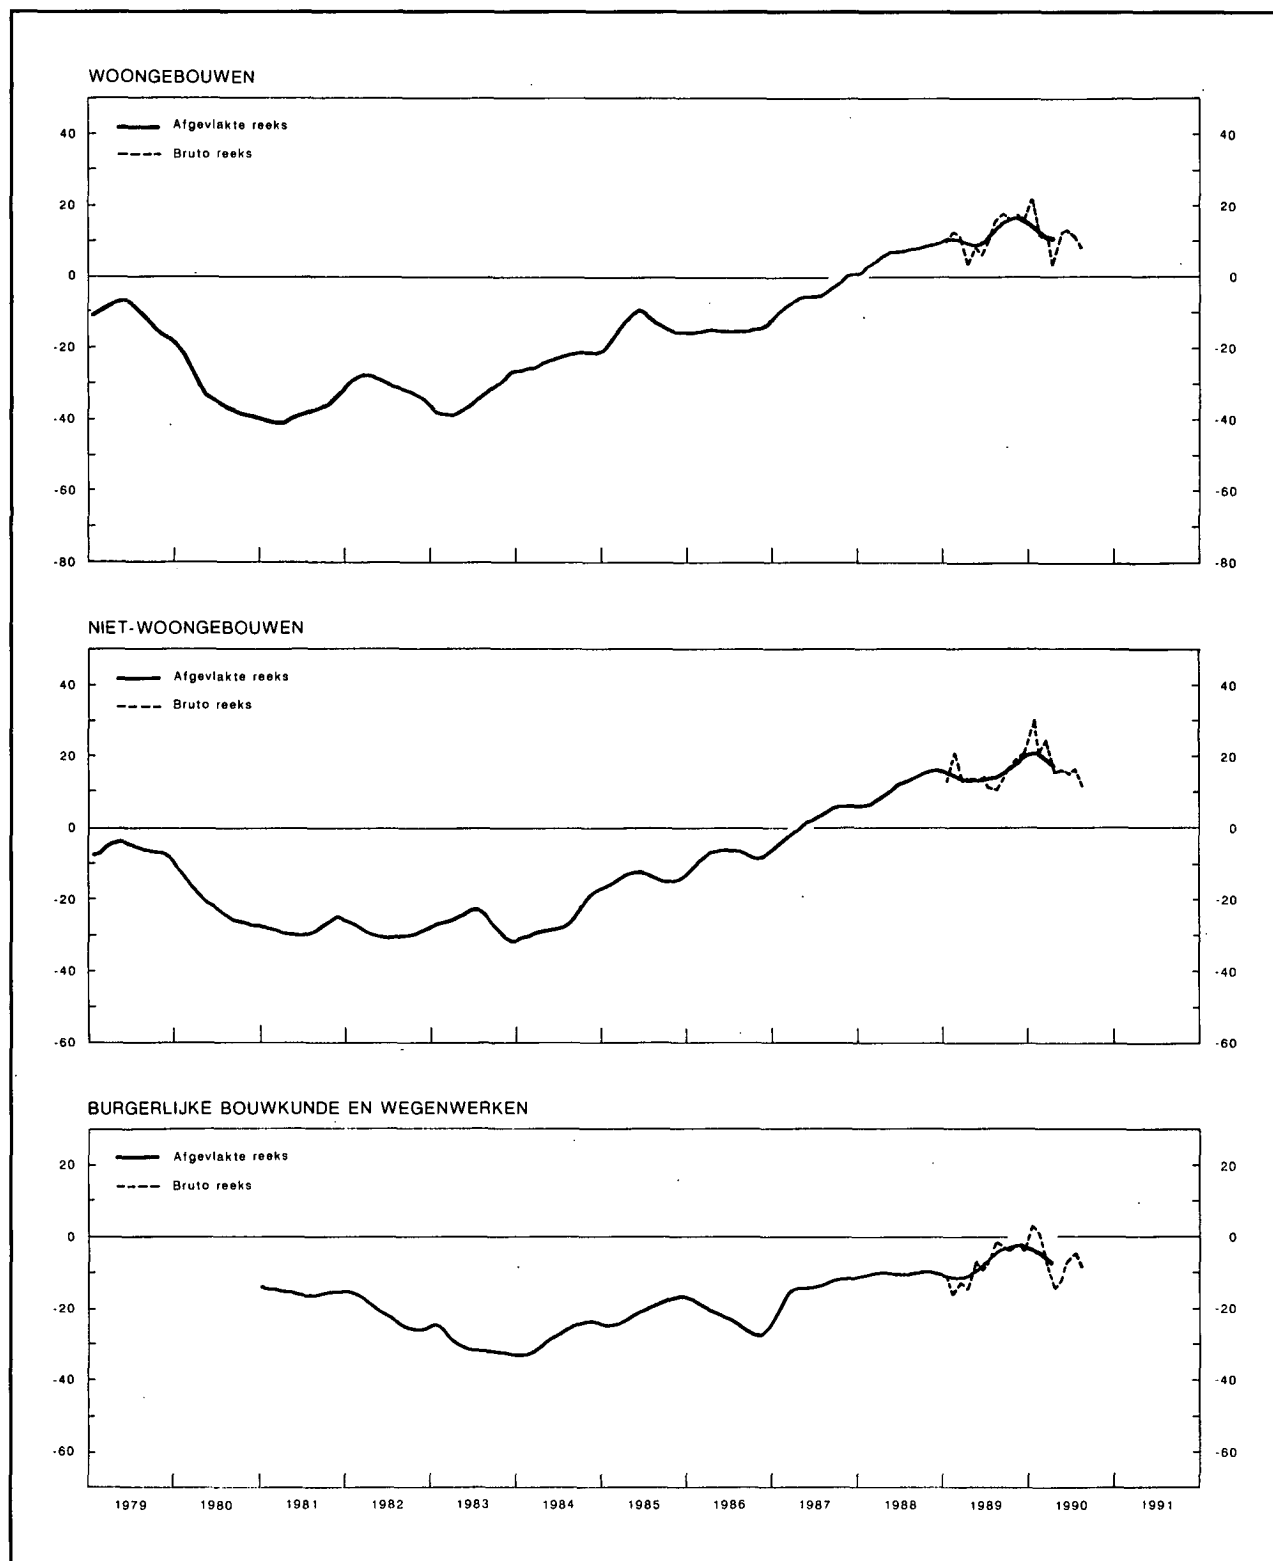 WOONGEBOUWEN
Afgevlakte reeks
Bruto reeks
40 40
20 20
0 0
-20 -20
-40 -40
-60 -60
-80 -80
NIET-WOONGEBOUWEN
Afgevlakte reeks
Bruto reeks
40 40
20 20
0 0
-20 -20
-40 -40
-60 -60
BURGERLIJKE BOUWKUNDE EN WEGENWERKEN
Afgevlakte reeks
Bruto reeks
20 20
0 0
-20 -20
-40 -40
-60 -60
1979 1980 1981 1982 1983 1984 1985 1986 1987 1988 1989 1990 1991